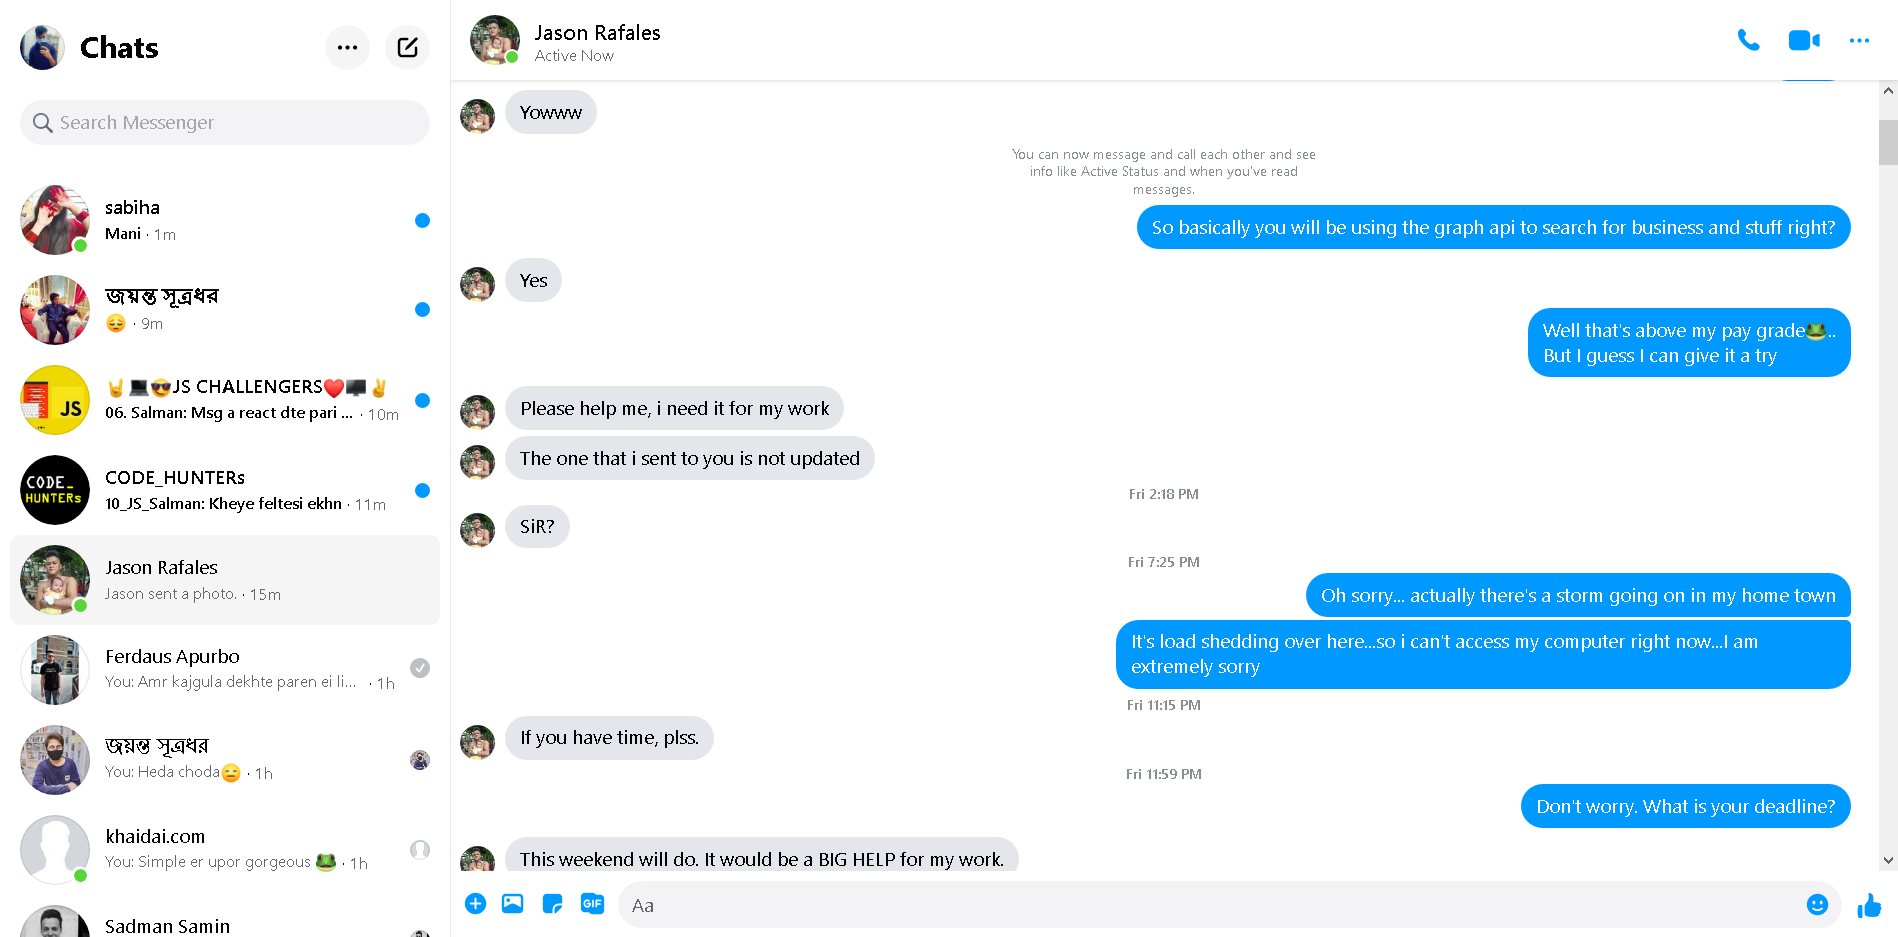 Chats
Search Messenger
sabiha
Mani · 1m
জয়ন্ত সূত্রধর
😔 · 9m
🤘💻😎JS CHALLENGERS❤️🖥️✌️
06. Salman: Msg a react dte pari ... · 10m
JS
CODE_HUNTERs
10_JS_Salman: Kheye feltesi ekhn · 11m
CODE_
HUNTERs
Jason Rafales
Jason sent a photo. · 15m
Ferdaus Apurbo
You: Amr kajgula dekhte paren ei li... · 1h
জয়ন্ত সূত্রধর
You: Heda choda😑 · 1h
khaidai.com
You: Simple er upor gorgeous 🐸 · 1h
Sadman Samin
Jason Rafales
Active Now
Yowww
You can now message and call each other and see
info like Active Status and when you've read
messages.
So basically you will be using the graph api to search for business and stuff right?
Yes
Well that's above my pay grade🐸..
But I guess I can give it a try
Please help me, i need it for my work
The one that i sent to you is not updated
Fri 2:18 PM
SiR?
Fri 7:25 PM
Oh sorry... actually there's a storm going on in my home town
It's load shedding over here...so i can't access my computer right now...I am
extremely sorry
Fri 11:15 PM
If you have time, plss.
Fri 11:59 PM
Don't worry. What is your deadline?
This weekend will do. It would be a BIG HELP for my work.
GIF
Aa